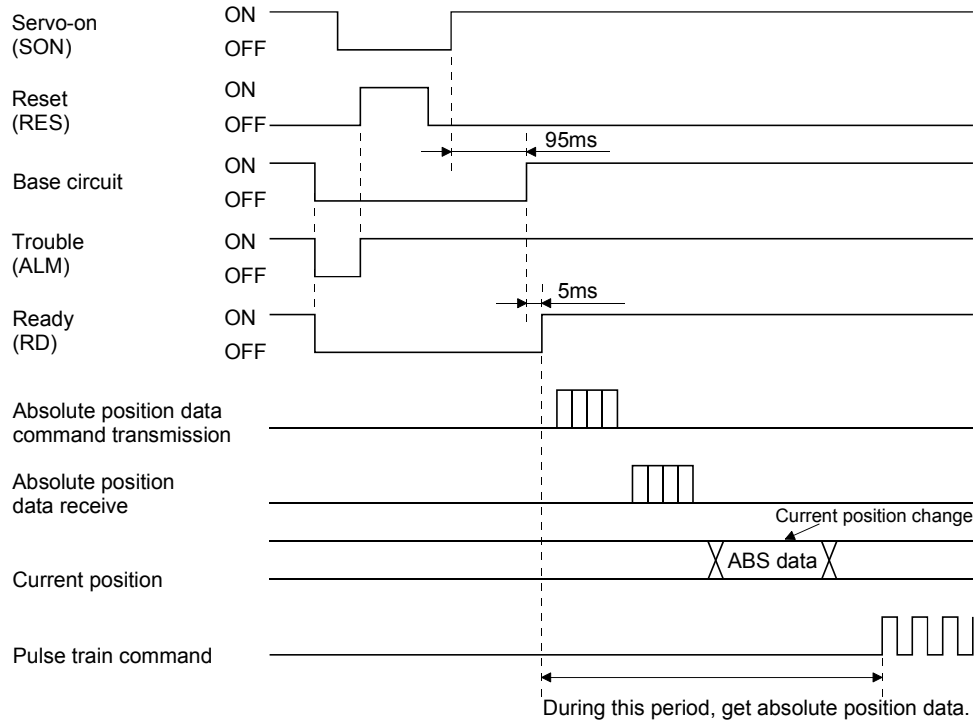 Servo-on
(SON)
ON
OFF
Reset
(RES)
ON
OFF
95ms
Base circuit
ON
OFF
Trouble
(ALM)
ON
OFF
5ms
Ready
(RD)
ON
OFF
Absolute position data
command transmission
Absolute position
data receive
Current position change
Current position
ABS data
Pulse train command
During this period, get absolute position data.